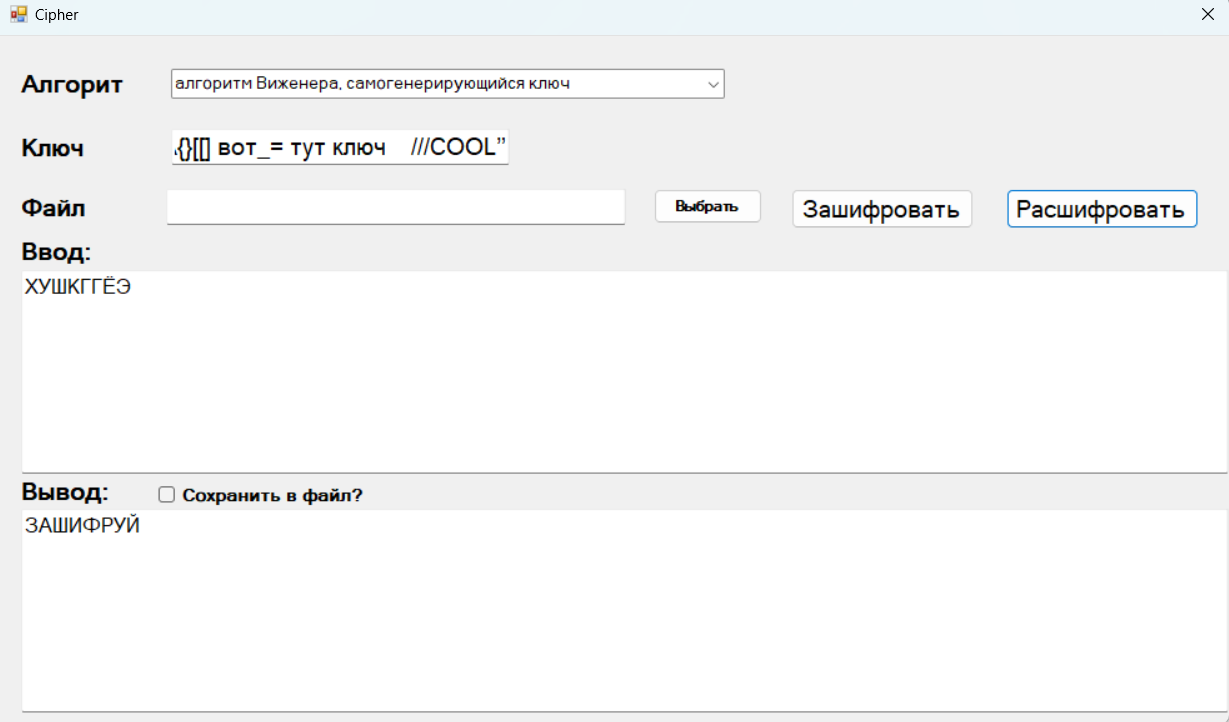 Cipher
Алгорит алгоритм Виженера, самогенерирующийся ключ
Ключ {}[[] вот_= тут ключ ///COOL”
Файл Выбрать Зашифровать Расшифровать
Ввод:
ХУШКГГЁЭ
Вывод: Сохранить в файл?
ЗАШИФРУЙ